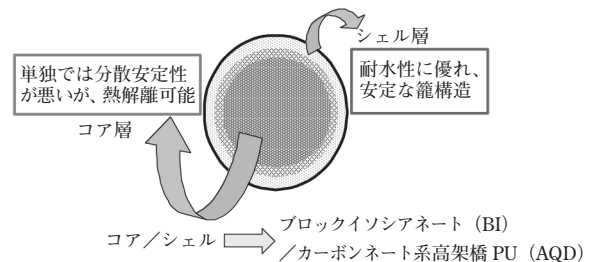 シェル層
単独では分散安定性
が悪いが、熱解離可能
耐水性に優れ、
安定な籠構造
コア層
コア／シェル
ブロックイソシアネート（BI）
／カーボンネート系高架橋 PU（AQD）